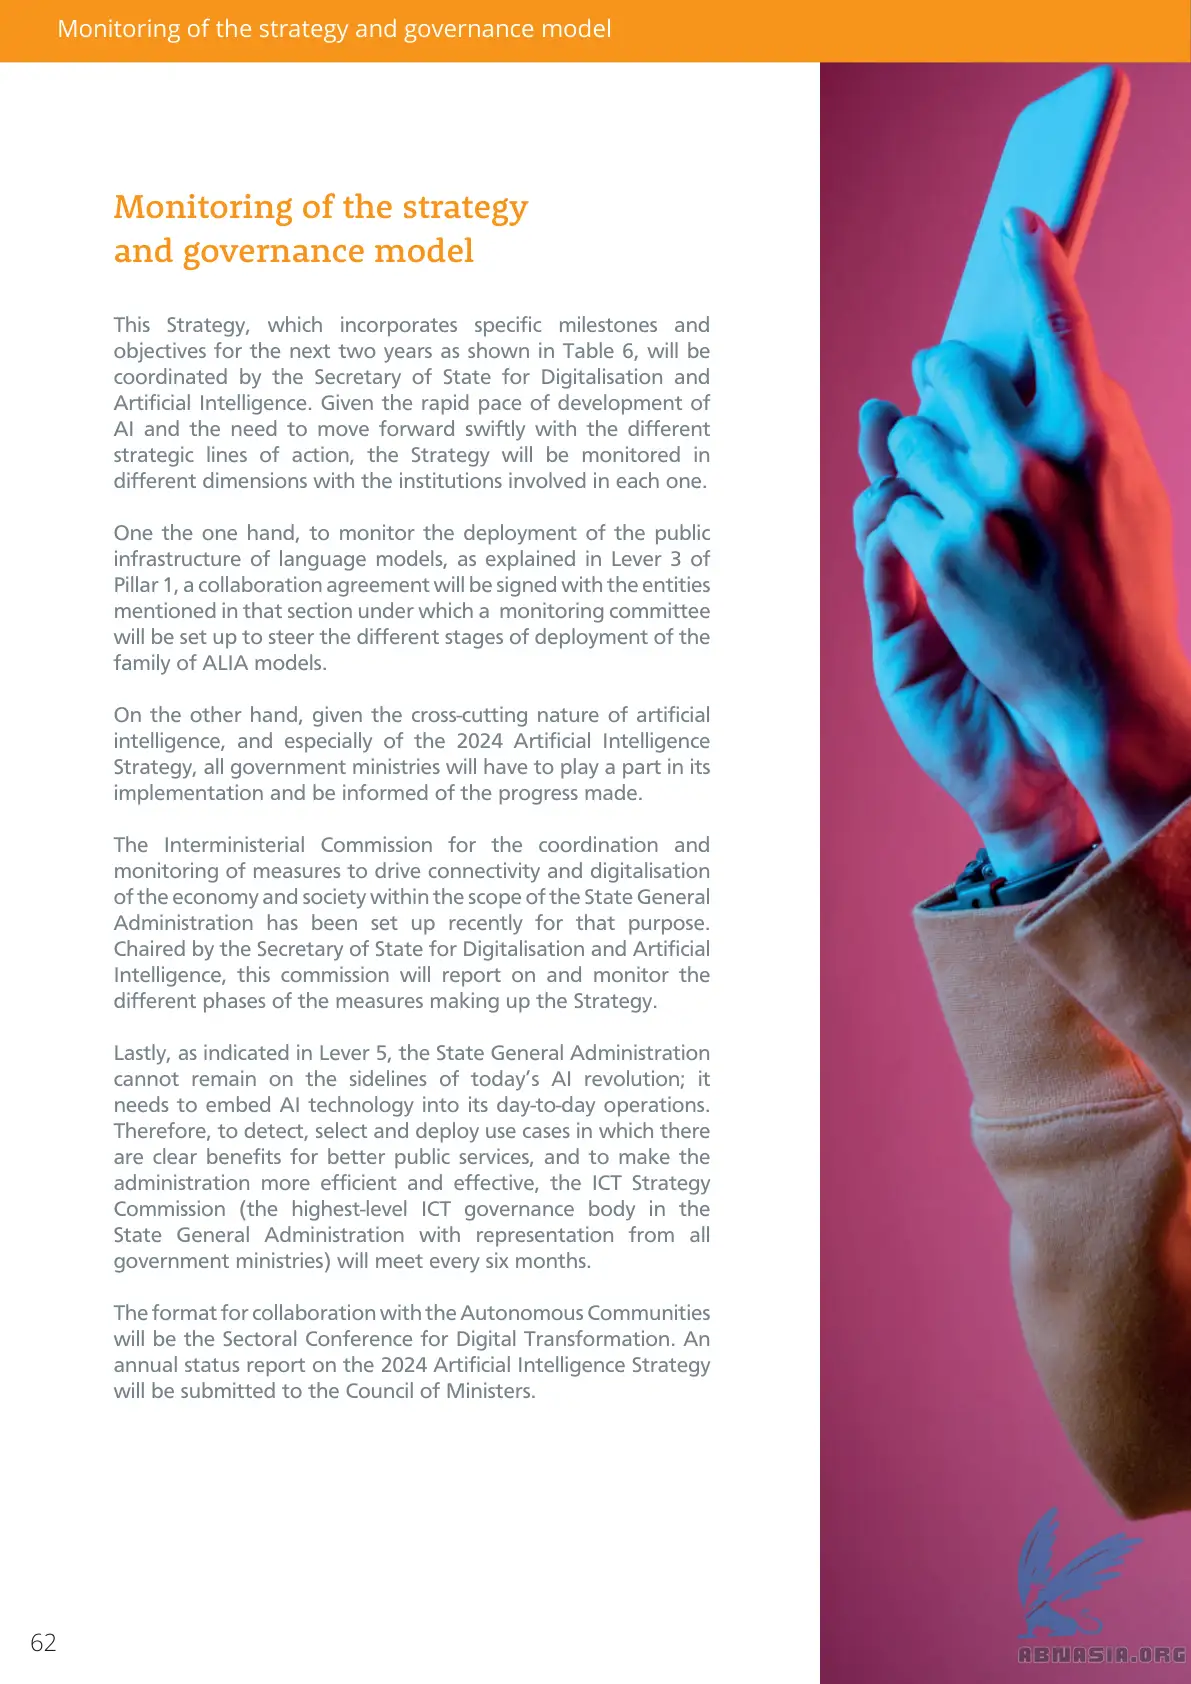 Monitoring of the strategy and governance model
Monitoring of the strategy
and governance model
This Strategy, which incorporates specific milestones and
objectives for the next two years as shown in Table 6, will be
coordinated by the Secretary of State for Digitalisation and
Artificial Intelligence. Given the rapid pace of development of
AI and the need to move forward swiftly with the different
strategic lines of action, the Strategy will be monitored in
different dimensions with the institutions involved in each one.
One the one hand, to monitor the deployment of the public
infrastructure of language models, as explained in Lever 3 of
Pillar 1, a collaboration agreement will be signed with the entities
mentioned in that section under which a monitoring committee
will be set up to steer the different stages of deployment of the
family of ALIA models.
On the other hand, given the cross-cutting nature of artificial
intelligence, and especially of the 2024 Artificial Intelligence
Strategy, all government ministries will have to play a part in its
implementation and be informed of the progress made.
The Interministerial Commission for the coordination and
monitoring of measures to drive connectivity and digitalisation
of the economy and society within the scope of the State General
Administration has been set up recently for that purpose.
Chaired by the Secretary of State for Digitalisation and Artificial
Intelligence, this commission will report on and monitor the
different phases of the measures making up the Strategy.
Lastly, as indicated in Lever 5, the State General Administration
cannot remain on the sidelines of today’s AI revolution; it
needs to embed AI technology into its day-to-day operations.
Therefore, to detect, select and deploy use cases in which there
are clear benefits for better public services, and to make the
administration more efficient and effective, the ICT Strategy
Commission (the highest-level ICT governance body in the
State General Administration with representation from all
government ministries) will meet every six months.
The format for collaboration with the Autonomous Communities
will be the Sectoral Conference for Digital Transformation. An
annual status report on the 2024 Artificial Intelligence Strategy
will be submitted to the Council of Ministers.
62
ABNASIA.ORG